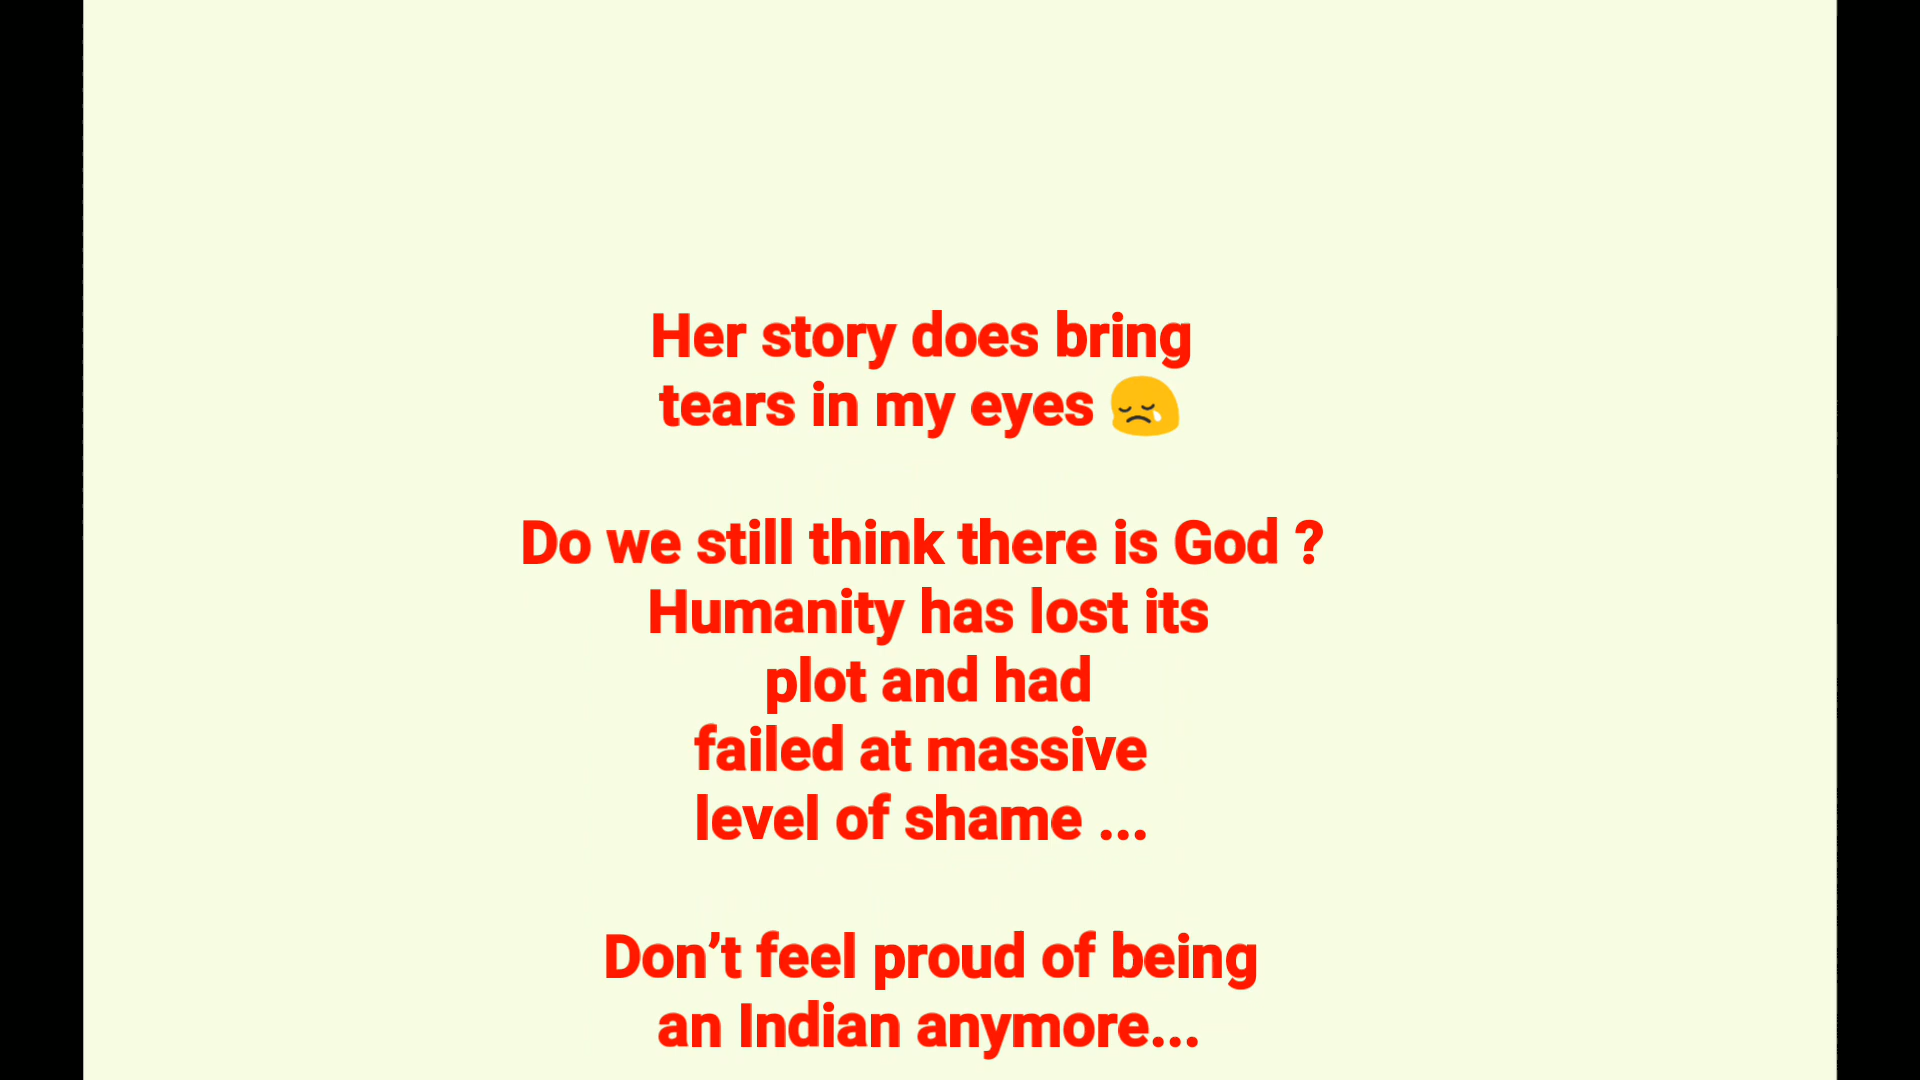 Her story does bring
tears in my eyes 😢
Do we still think there is God ?
Humanity has lost its
plot and had
failed at massive
level of shame ...
Don’t feel proud of being
an Indian anymore...